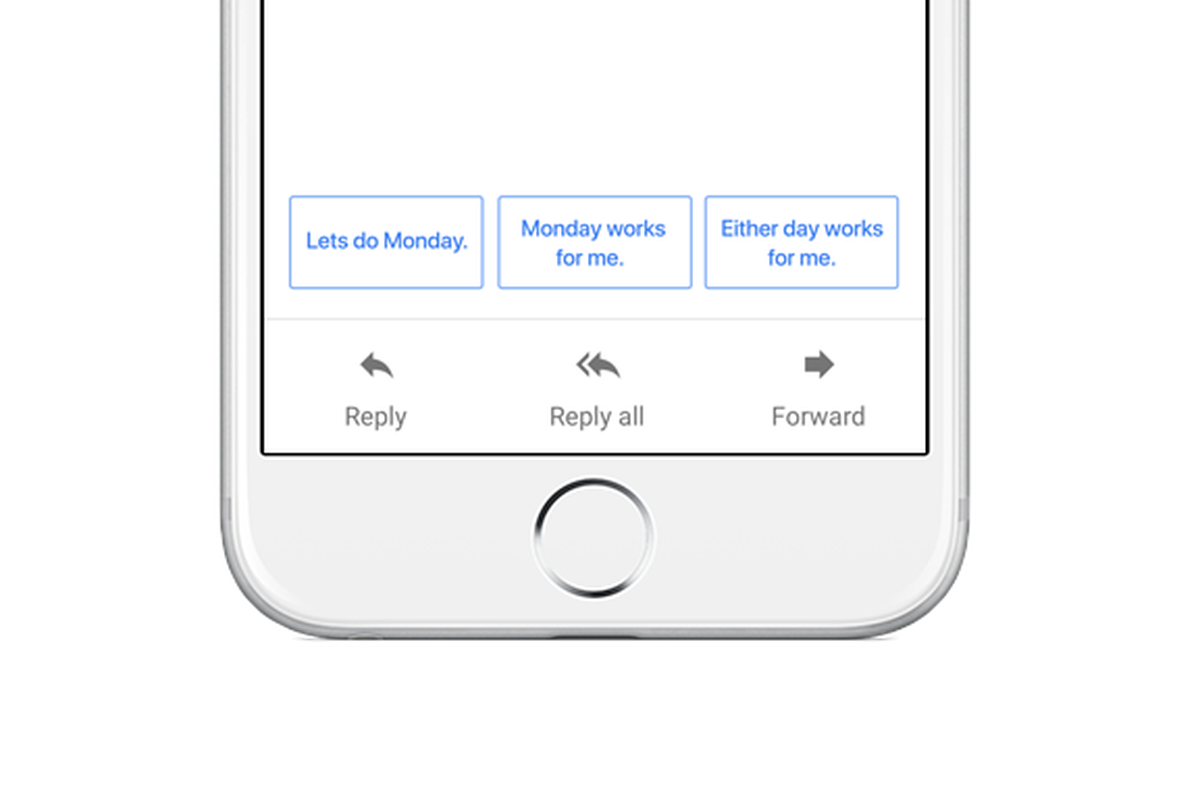 Lets do Monday.
Monday works
for me.
Either day works
for me.
Reply
Reply all
Forward